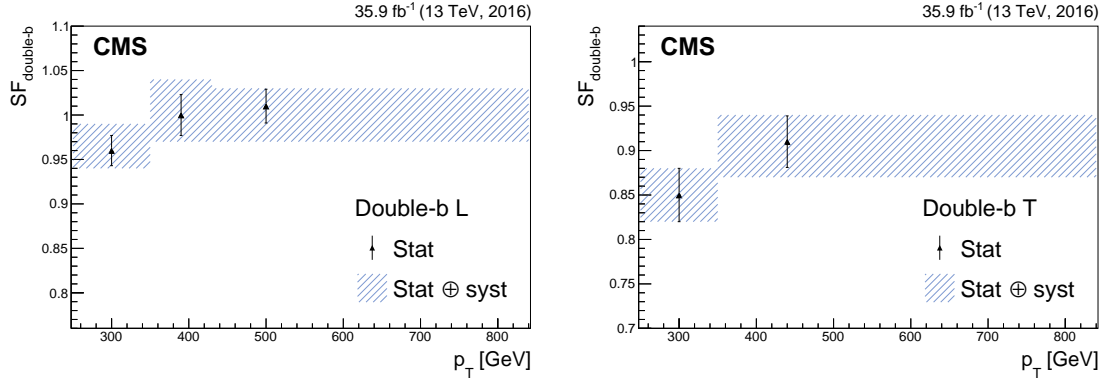 35.9 fb⁻¹ (13 TeV, 2016)
CMS
SF_double-b
1.1
1.05
1
0.95
0.9
0.85
0.8
Double-b L
Stat
Stat ⊕ syst
300 400 500 600 700 800
p_T [GeV]
35.9 fb⁻¹ (13 TeV, 2016)
CMS
SF_double-b
1
0.95
0.9
0.85
0.8
0.75
0.7
Double-b T
Stat
Stat ⊕ syst
300 400 500 600 700 800
p_T [GeV]